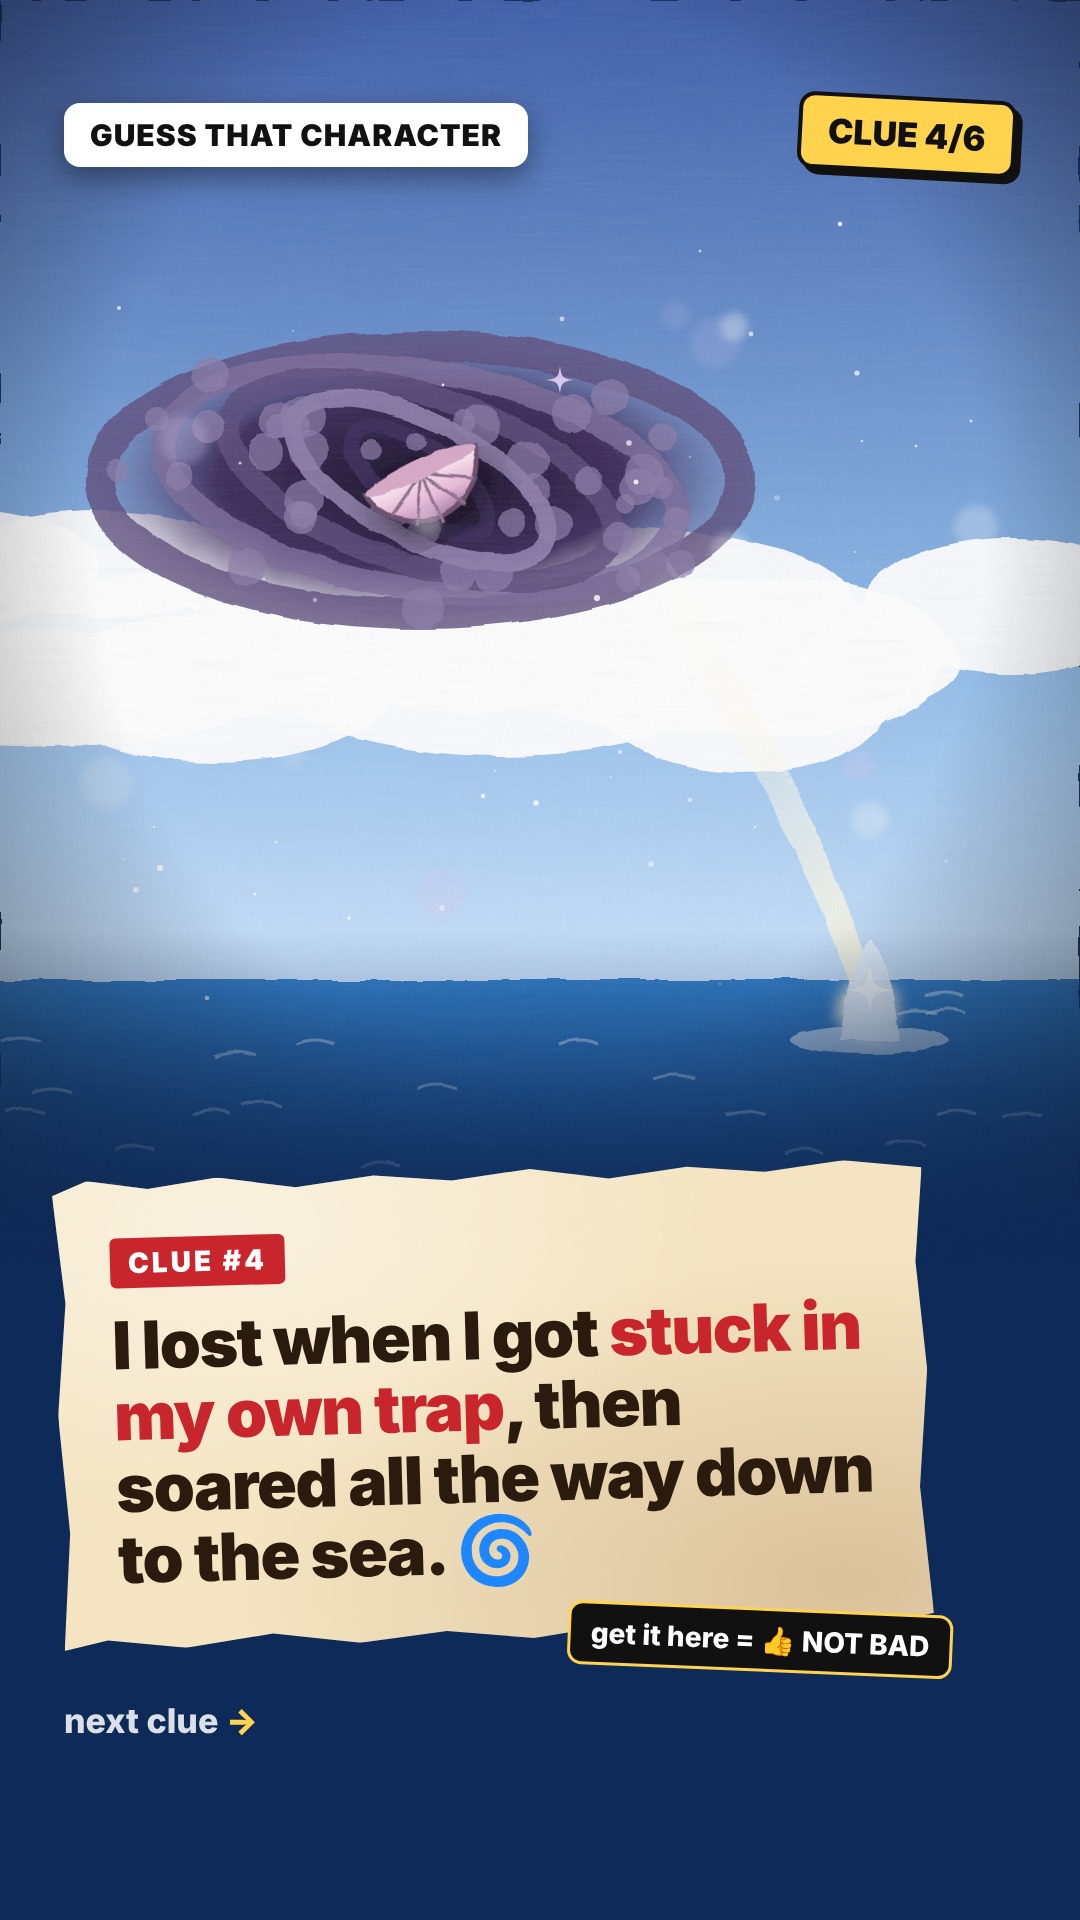 GUESS THAT CHARACTER
CLUE 4/6
CLUE #4
I lost when I got stuck in
my own trap, then
soared all the way down
to the sea. 🌀
get it here = 👍 NOT BAD
next clue →